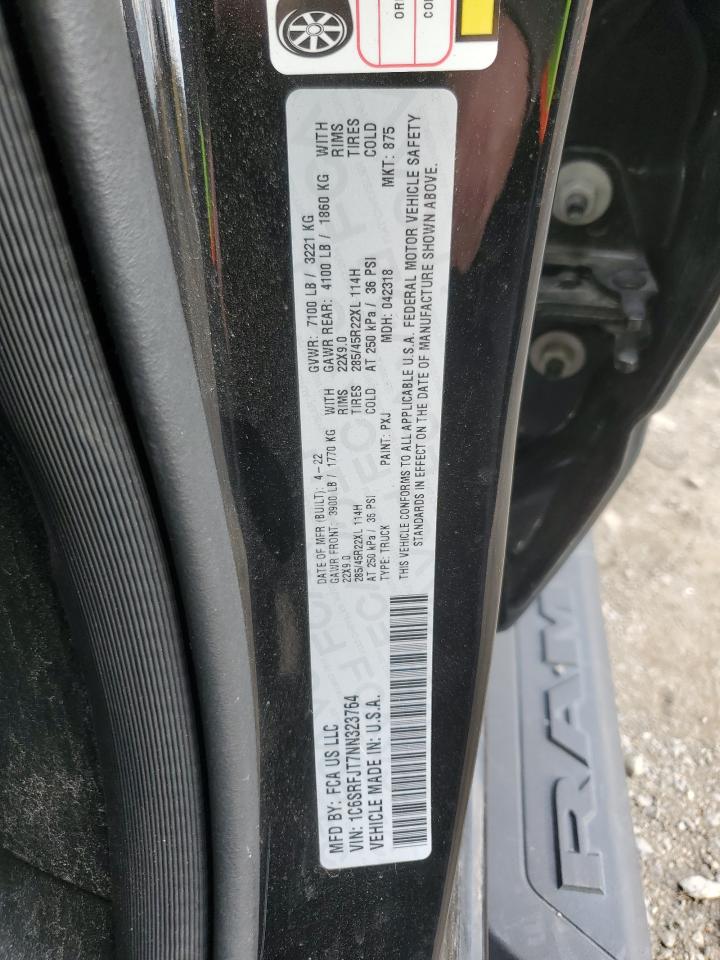 OR
CO
MFD BY: FCA US LLC
DATE OF MFR (BUILT): 4-22
GVWR: 7100 LB / 3221 KG
GAWR FRONT: 3900 LB / 1770 KG WITH
GAWR REAR: 4100 LB / 1860 KG WITH
22X9.0 RIMS
22X9.0 RIMS
285/45R22XL 114H TIRES
285/45R22XL 114H TIRES
AT 250 kPa / 36 PSI COLD
AT 250 kPa / 36 PSI COLD
VIN: 1C6SRFJT7NN323764
TYPE: TRUCK PAINT: PXJ MDH: 042318 MKT: 875
VEHICLE MADE IN: U.S.A.
THIS VEHICLE CONFORMS TO ALL APPLICABLE U.S.A. FEDERAL MOTOR VEHICLE SAFETY
STANDARDS IN EFFECT ON THE DATE OF MANUFACTURE SHOWN ABOVE.
RAM